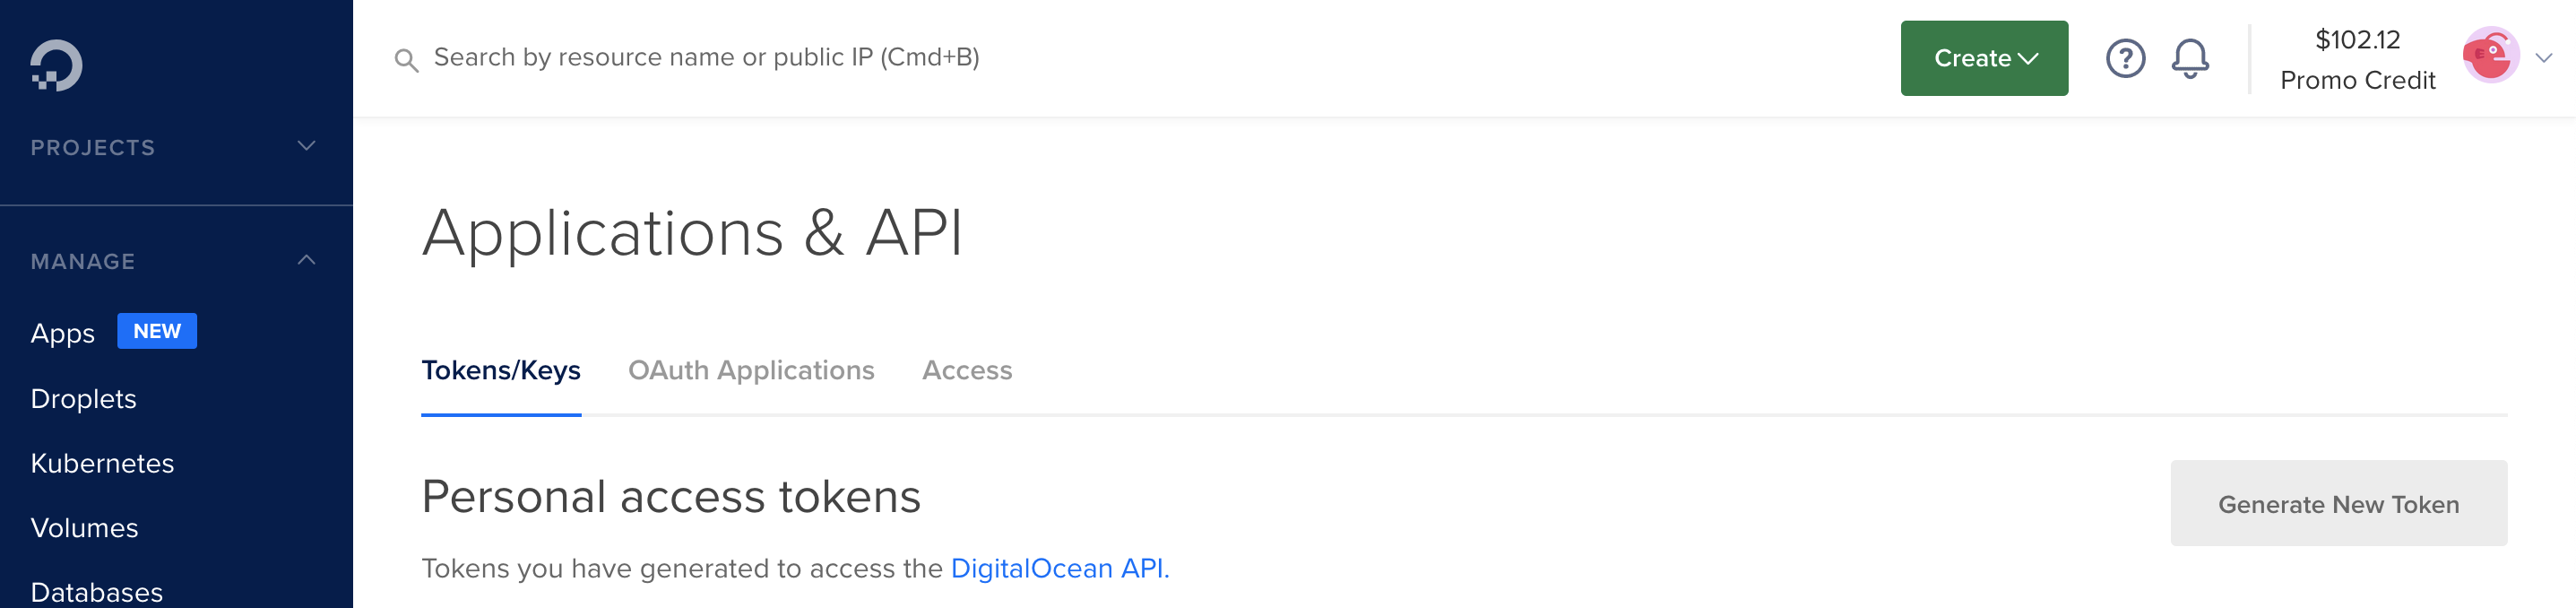 Search by resource name or public IP (Cmd+B)
Create
?
$102.12
Promo Credit
PROJECTS
MANAGE
Apps NEW
Droplets
Kubernetes
Volumes
Databases
Applications & API
Tokens/Keys OAuth Applications Access
Personal access tokens
Generate New Token
Tokens you have generated to access the DigitalOcean API.